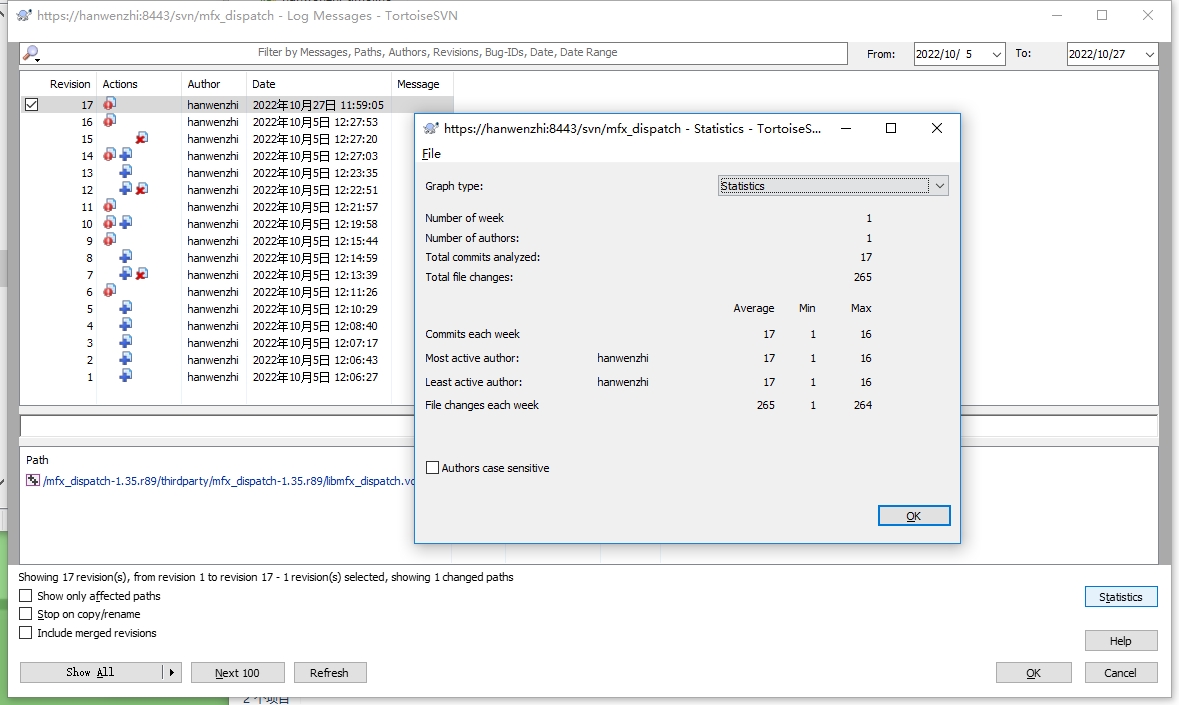 https://hanwenzhi:8443/svn/mfx_dispatch - Log Messages - TortoiseSVN
Filter by Messages, Paths, Authors, Revisions, Bug-IDs, Date, Date Range
From: 2022/10/ 5 To: 2022/10/27
Revision Actions Author Date Message
17 hanwenzhi 2022年10月27日 11:59:05
16 hanwenzhi 2022年10月5日 12:27:53
15 hanwenzhi 2022年10月5日 12:27:20
14 hanwenzhi 2022年10月5日 12:27:03
13 hanwenzhi 2022年10月5日 12:23:35
12 hanwenzhi 2022年10月5日 12:22:51
11 hanwenzhi 2022年10月5日 12:21:57
10 hanwenzhi 2022年10月5日 12:19:58
9 hanwenzhi 2022年10月5日 12:15:44
8 hanwenzhi 2022年10月5日 12:14:59
7 hanwenzhi 2022年10月5日 12:13:39
6 hanwenzhi 2022年10月5日 12:11:26
5 hanwenzhi 2022年10月5日 12:10:29
4 hanwenzhi 2022年10月5日 12:08:40
3 hanwenzhi 2022年10月5日 12:07:17
2 hanwenzhi 2022年10月5日 12:06:43
1 hanwenzhi 2022年10月5日 12:06:27
https://hanwenzhi:8443/svn/mfx_dispatch - Statistics - TortoiseS...
File
Graph type: Statistics
Number of week 1
Number of authors: 1
Total commits analyzed: 17
Total file changes: 265
Average Min Max
Commits each week 17 1 16
Most active author: hanwenzhi 17 1 16
Least active author: hanwenzhi 17 1 16
File changes each week 265 1 264
Authors case sensitive
OK
Path
/mfx_dispatch-1.35.r89/thirdparty/mfx_dispatch-1.35.r89/libmfx_dispatch.vc
Showing 17 revision(s), from revision 1 to revision 17 - 1 revision(s) selected, showing 1 changed paths
Show only affected paths
Stop on copy/rename
Include merged revisions
Statistics
Help
Show All Next 100 Refresh OK Cancel
2 个项目